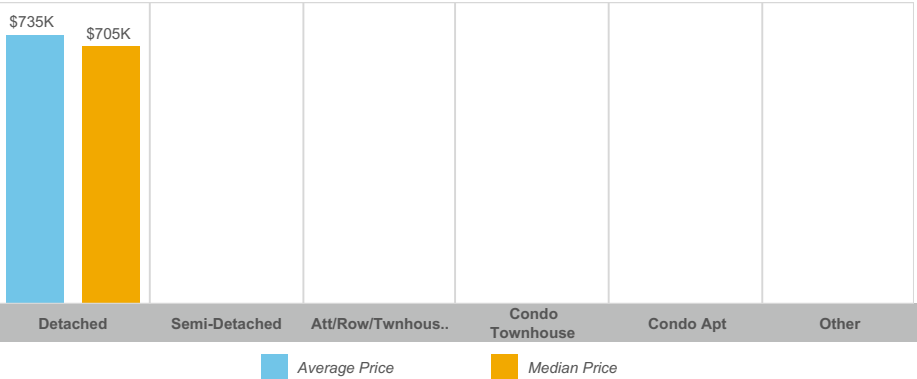 $735K
$705K
Detached
Semi-Detached
Att/Row/Twnhous..
Condo
Townhouse
Condo Apt
Other
Average Price
Median Price